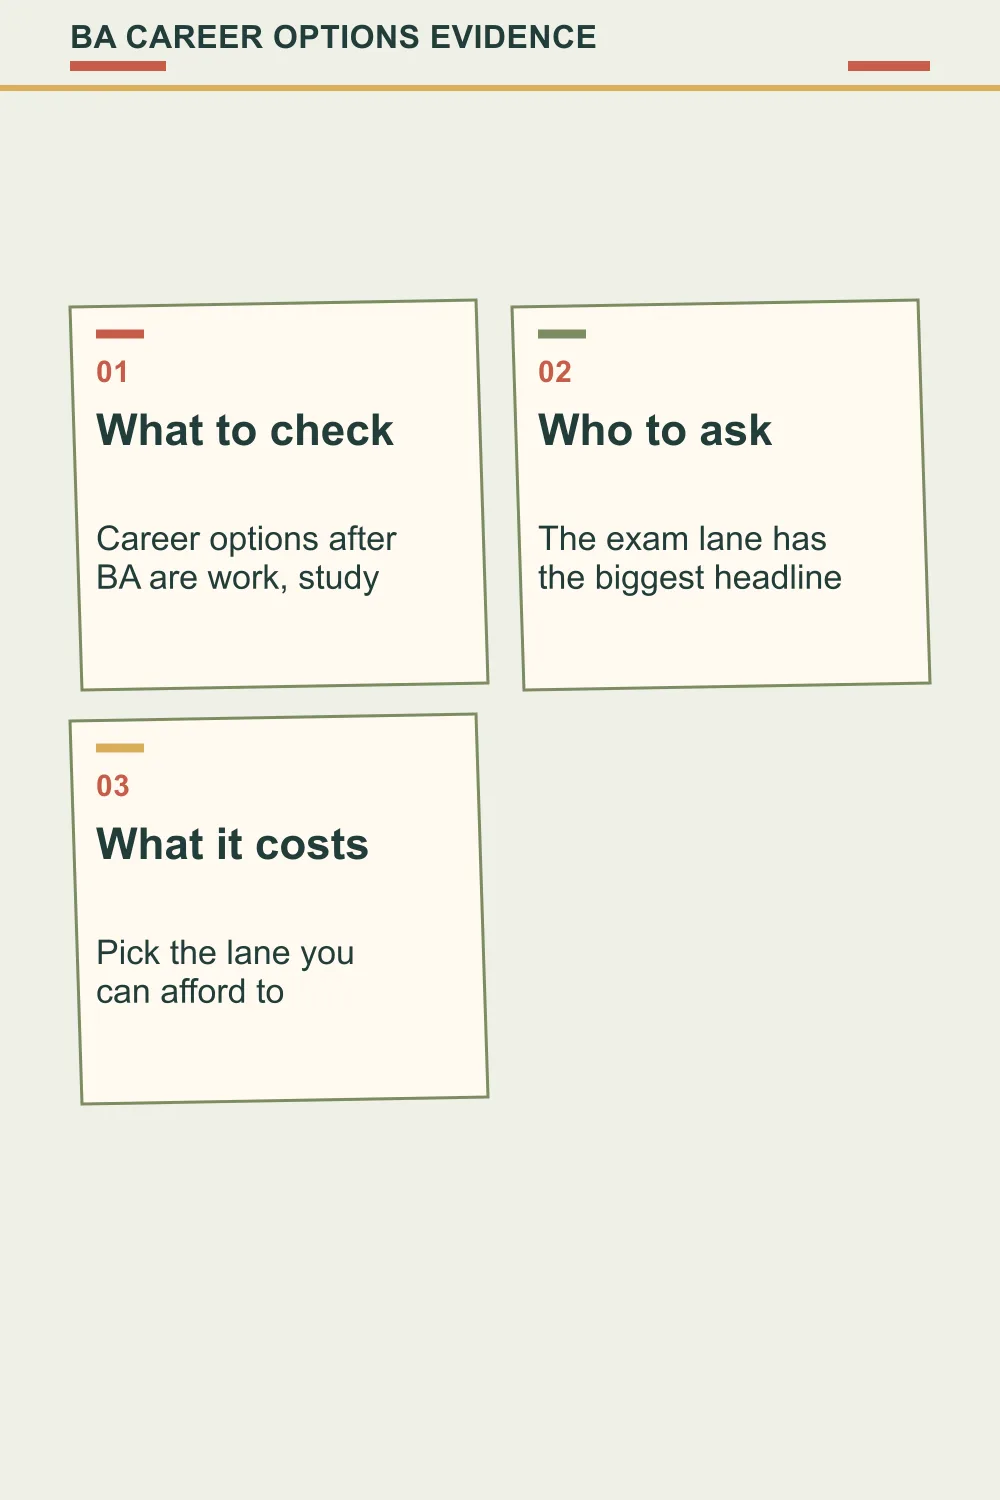 BA CAREER OPTIONS EVIDENCE
01
What to check
Career options after
BA are work, study
02
Who to ask
The exam lane has
the biggest headline
03
What it costs
Pick the lane you
can afford to